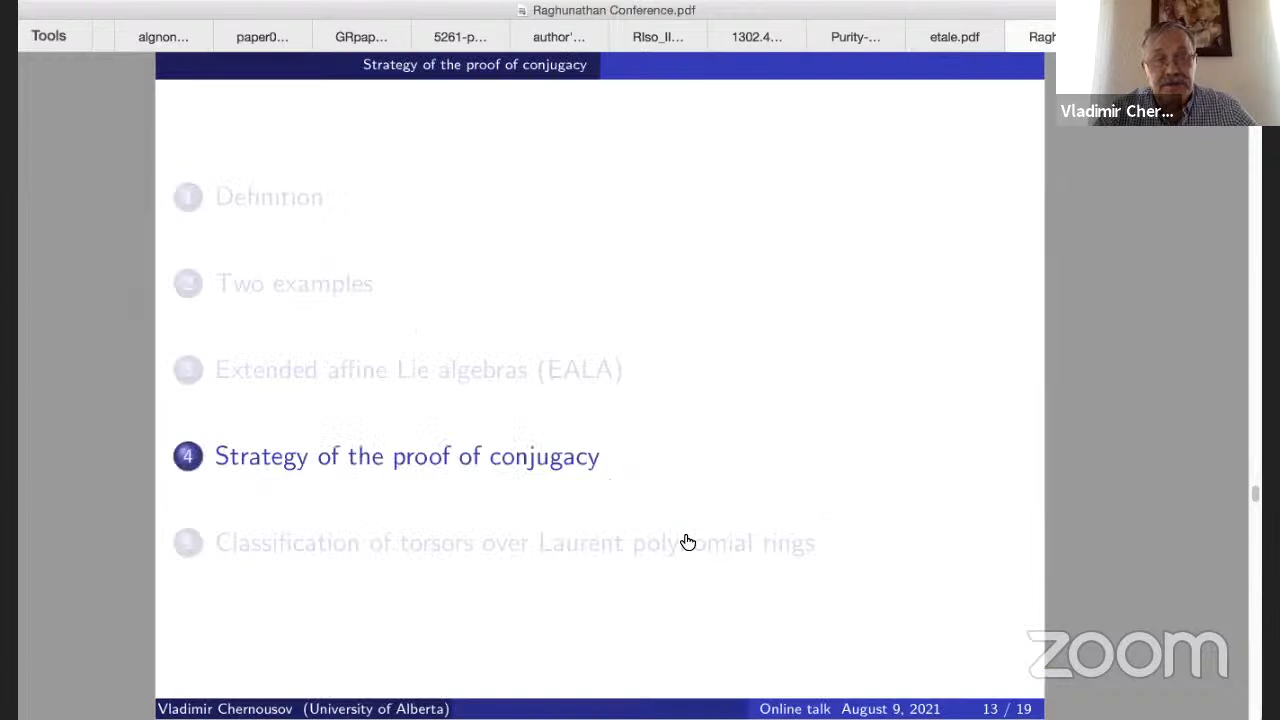 Raghunathan Conference.pdf
Tools
algnon...
paper0...
GRpap...
5261-p...
author'...
RIso_II...
1302.4...
Purity-...
etale.pdf
Ragh
Strategy of the proof of conjugacy
Vladimir Cher...
1 Definition
2 Two examples
3 Extended affine Lie algebras (EALA)
4 Strategy of the proof of conjugacy
5 Classification of torsors over Laurent polynomial rings
zoom
Vladimir Chernousov (University of Alberta)
Online talk August 9, 2021 13 / 19